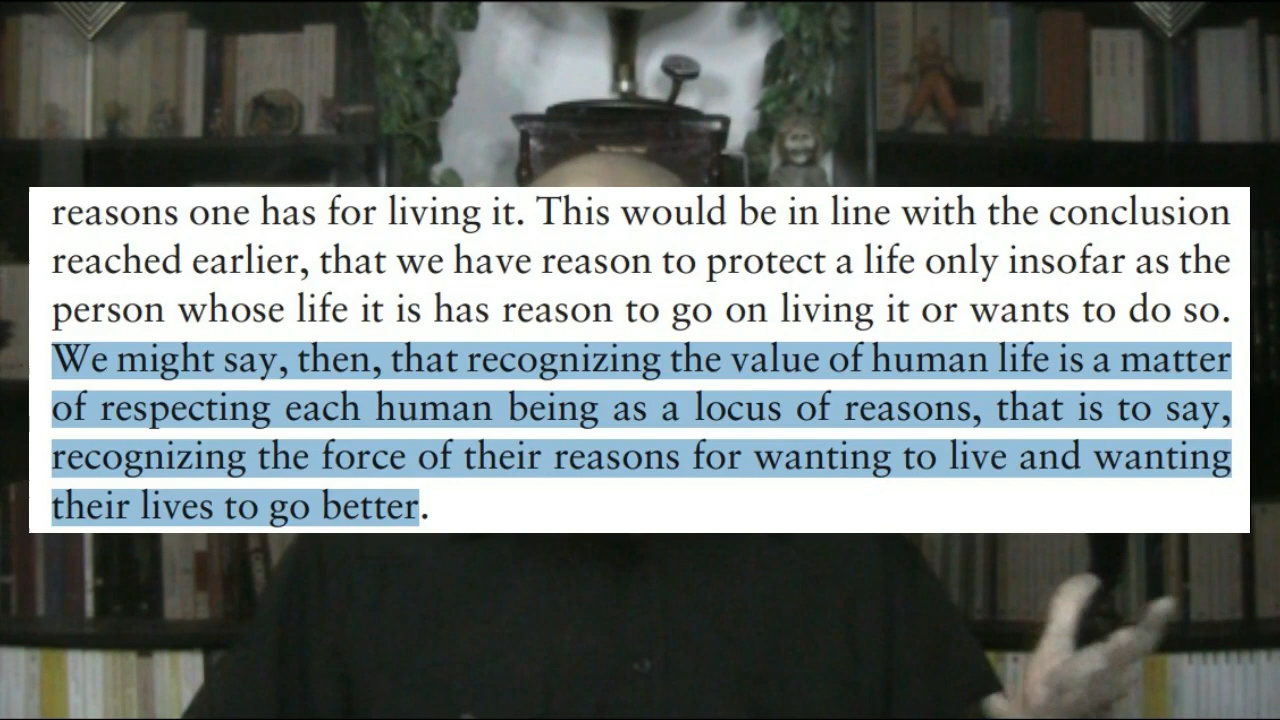 reasons one has for living it. This would be in line with the conclusion
reached earlier, that we have reason to protect a life only insofar as the
person whose life it is has reason to go on living it or wants to do so.
We might say, then, that recognizing the value of human life is a matter
of respecting each human being as a locus of reasons, that is to say,
recognizing the force of their reasons for wanting to live and wanting
their lives to go better.